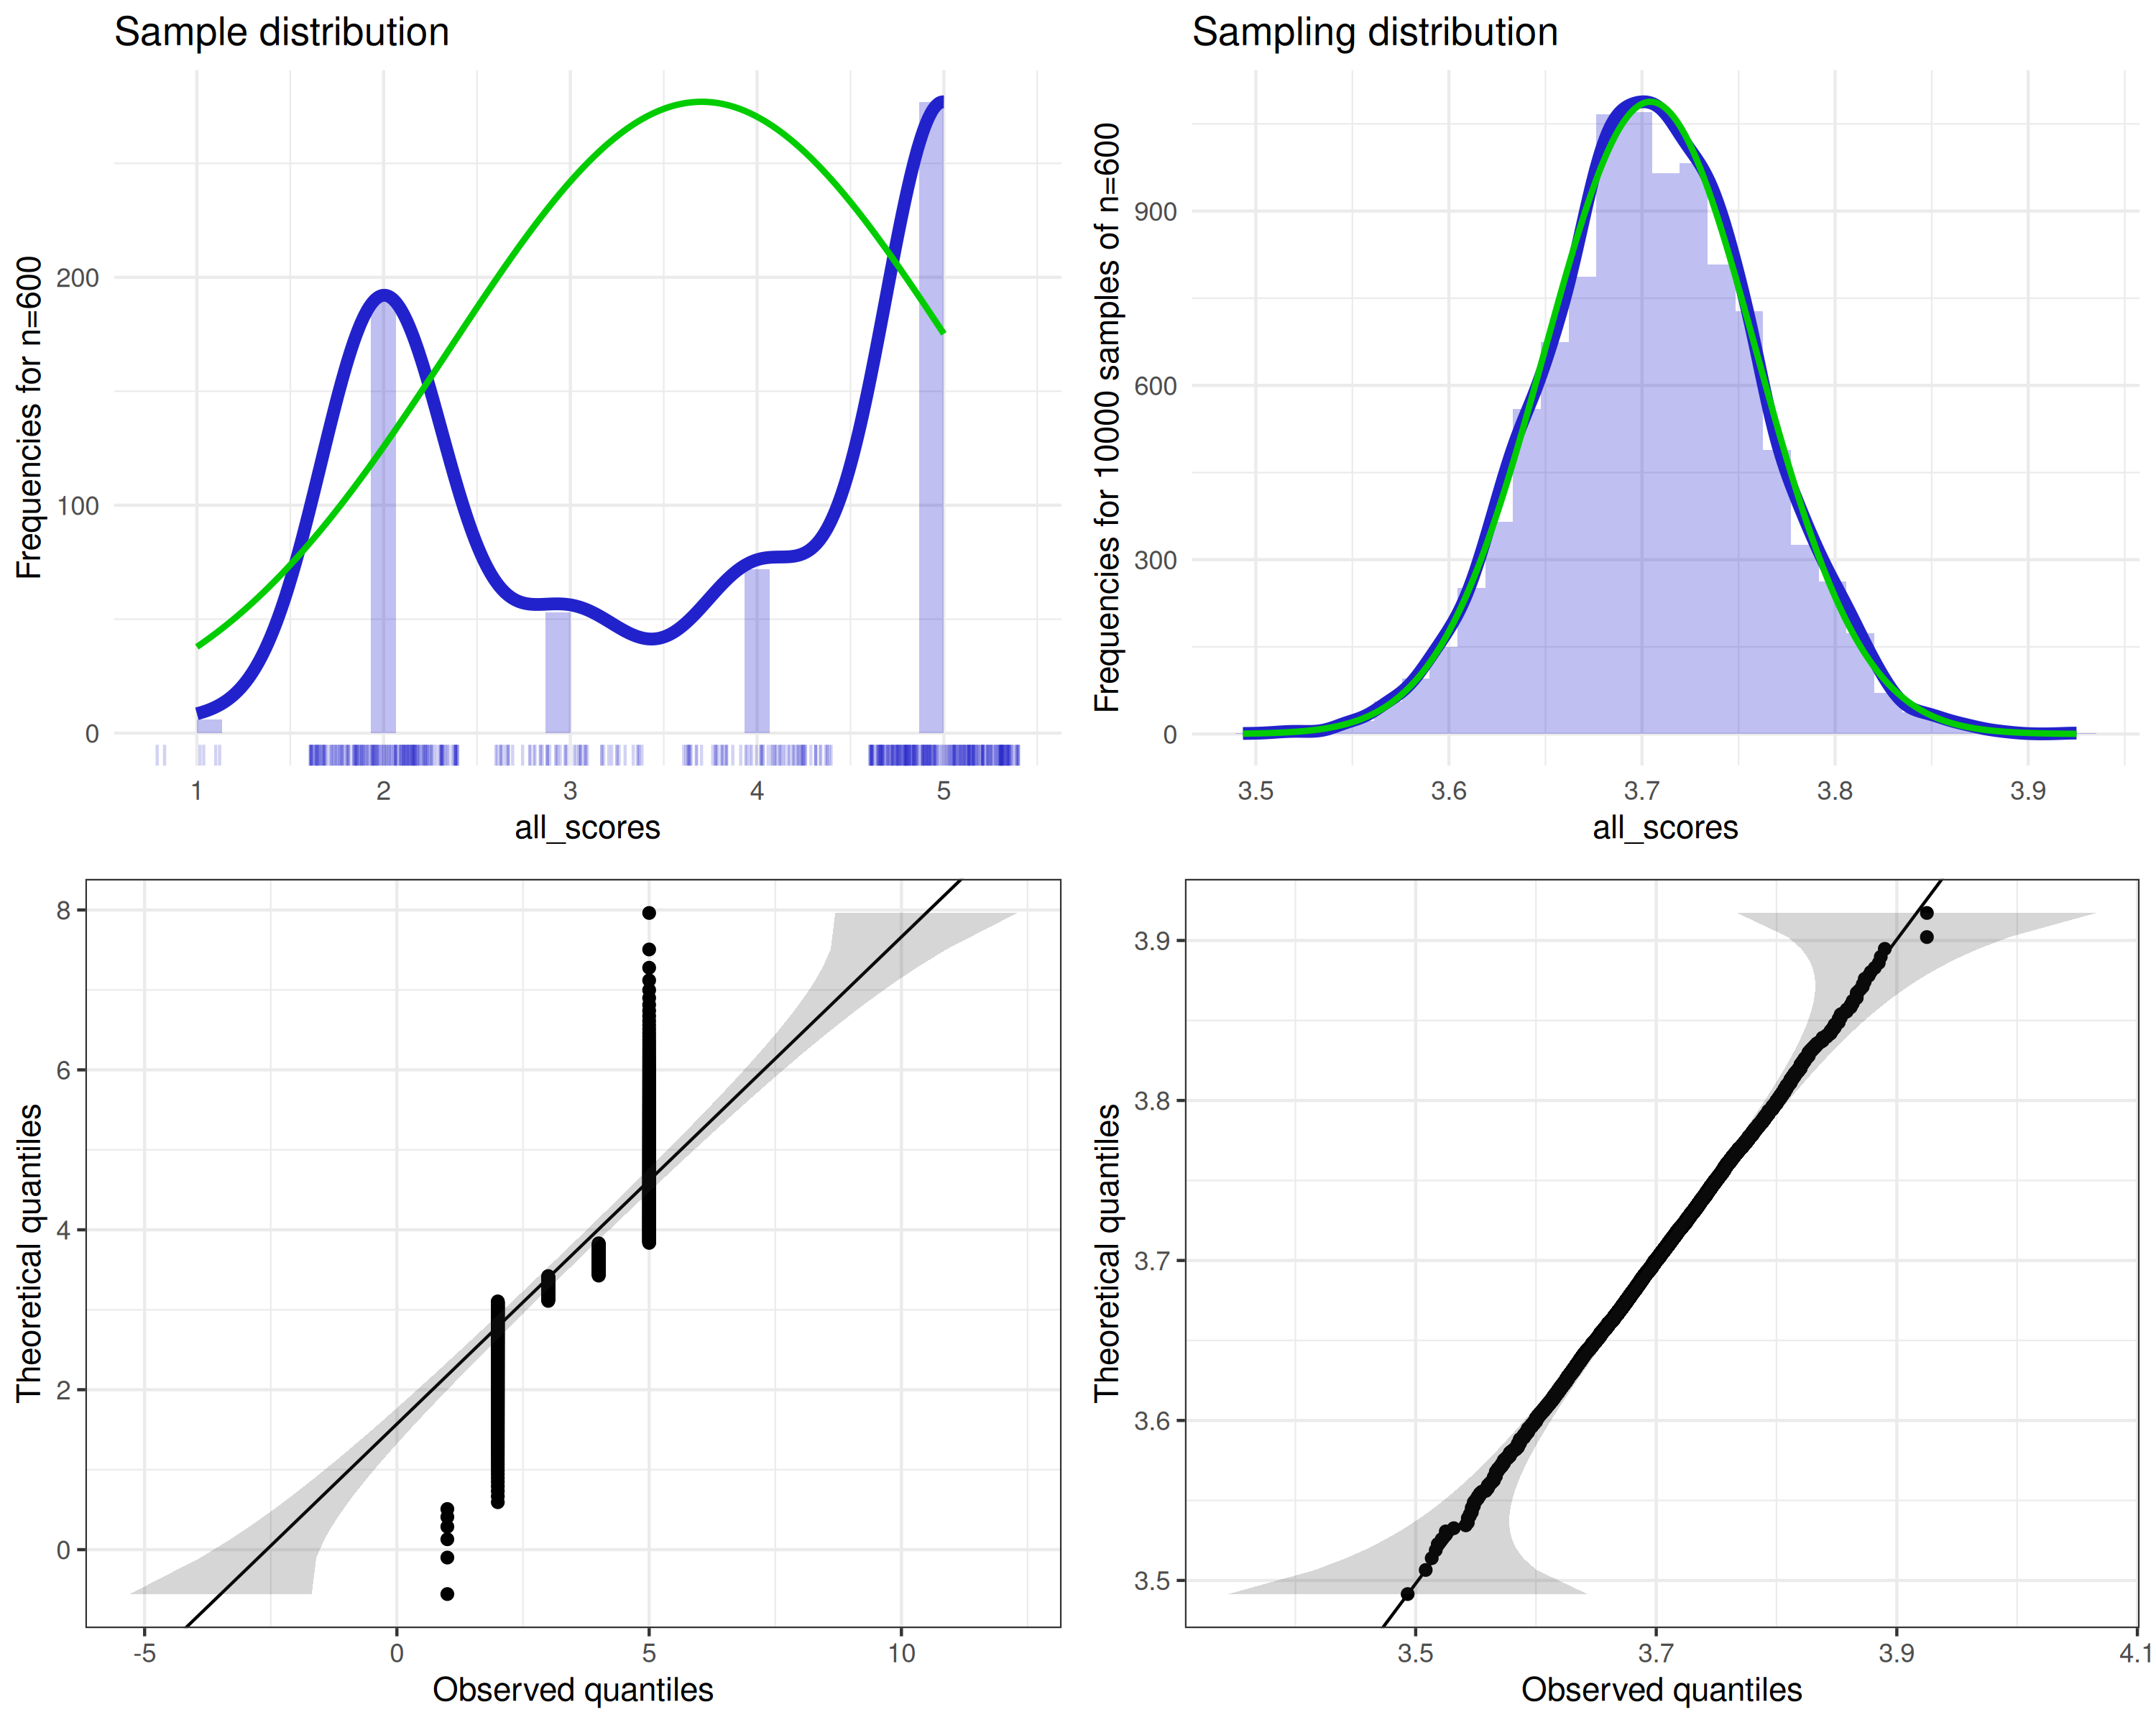 Sample distribution
Frequencies for n=600
200
100
0
1 2 3 4 5
all_scores
Sampling distribution
Frequencies for 10000 samples of n=600
900
600
300
0
3.5 3.6 3.7 3.8 3.9
all_scores
Theoretical quantiles
8
6
4
2
0
-5 0 5 10
Observed quantiles
Theoretical quantiles
3.9
3.8
3.7
3.6
3.5
3.5 3.7 3.9 4.1
Observed quantiles